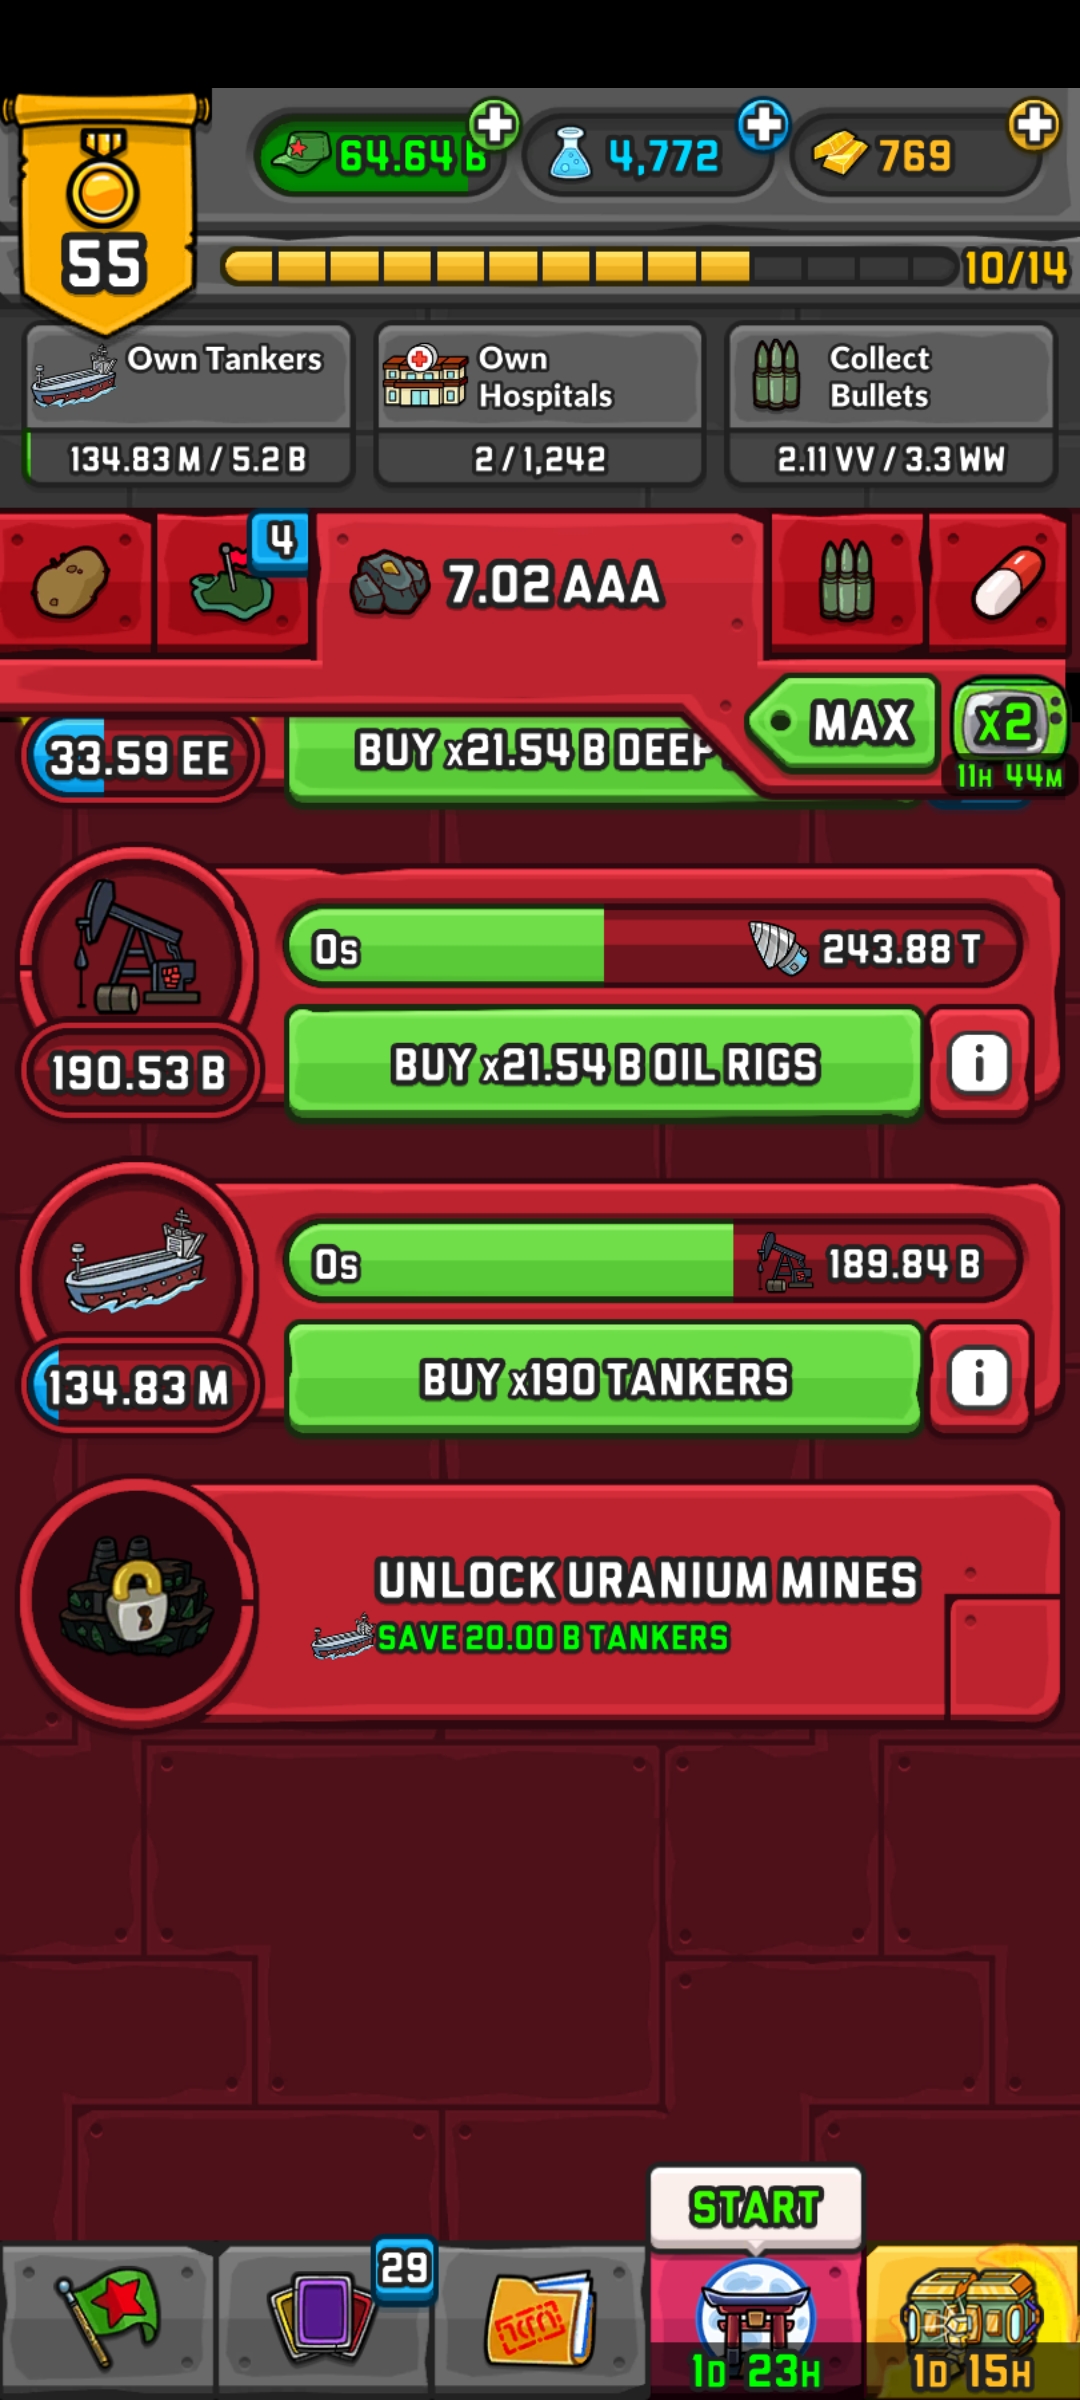 64.64 B
4,772
769
55
10/14
Own Tankers
134.83 M / 5.2 B
Own
Hospitals
2 / 1,242
Collect
Bullets
2.11 VV / 3.3 WW
4
7.02 AAA
MAX
x2
11H 44M
33.59 EE
BUY x21.54 B DEEP
0s
243.88 T
190.53 B
BUY x21.54 B OIL RIGS
i
0s
189.84 B
134.83 M
BUY x190 TANKERS
i
UNLOCK URANIUM MINES
SAVE 20.00 B TANKERS
START
29
1D 23H
1D 15H